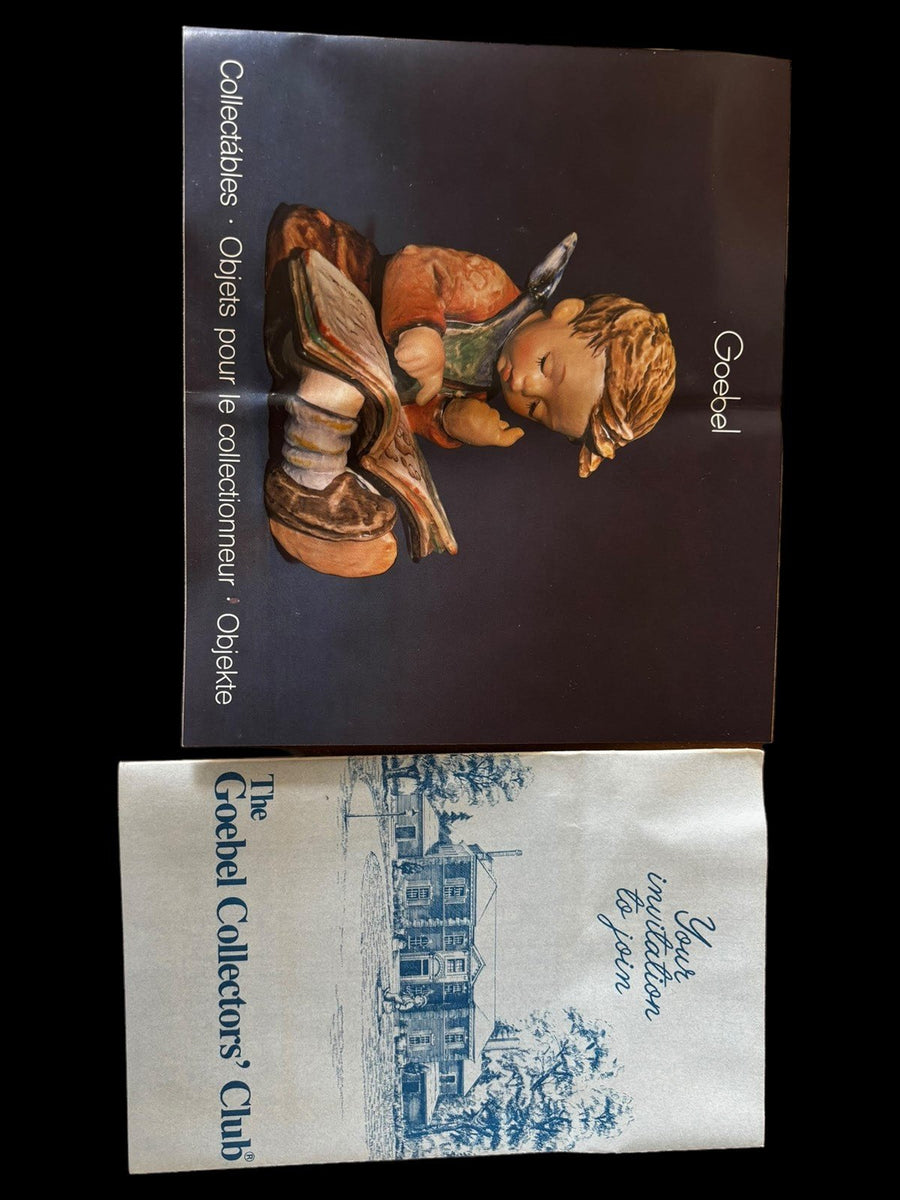 Goebel
Collectábles · Objets pour le collectionneur · Objekte
Your
invitation
to join
The
Goebel Collectors' Club®